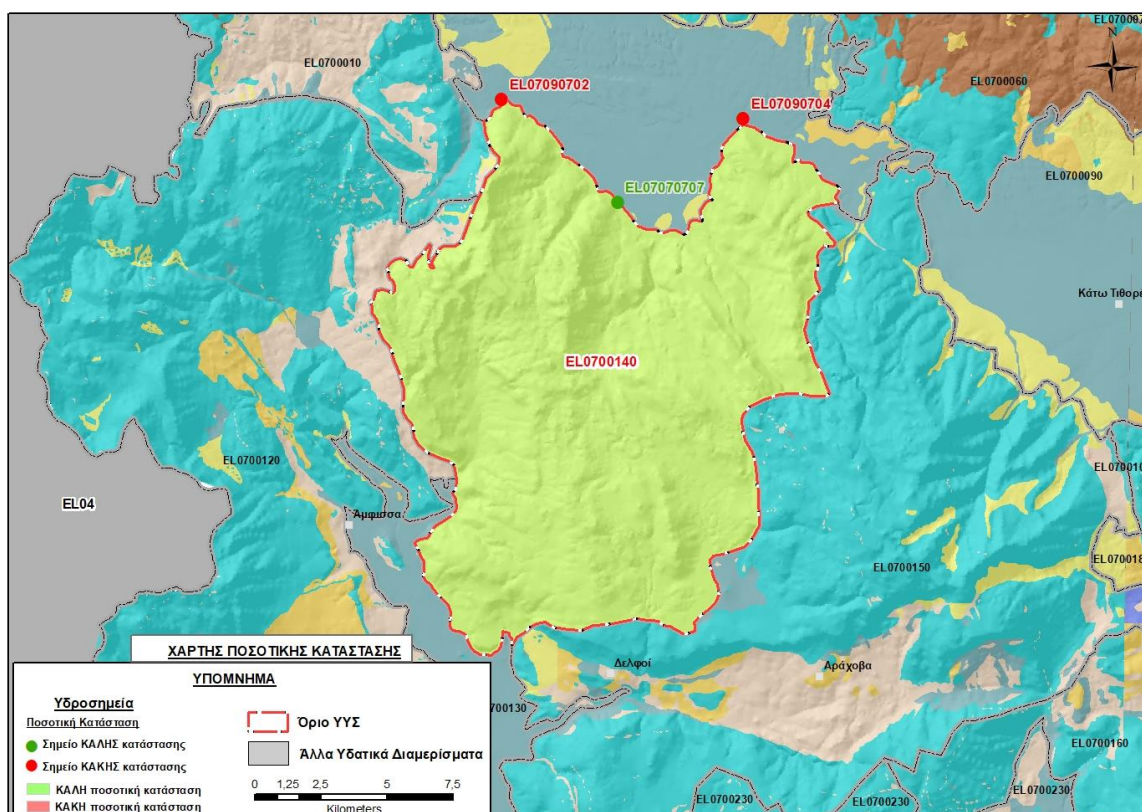 EL0700010
EL07000
N
EL0700060
EL07090702
EL07090704
EL0700090
EL07070707
Κάτω Τιθορέ
EL0700140
EL0700120
EL070010
EL04
Άμφισσα
EL070018
EL0700150
ΧΑΡΤΗΣ ΠΟΣΟΤΙΚΗΣ ΚΑΤΑΣΤΑΣΗΣ
Δελφοί
Αράχοβα
ΥΠΟΜΝΗΜΑ
Υδροσημεία
Ποσοτική Κατάσταση
Σημείο ΚΑΛΗΣ κατάστασης
Σημείο ΚΑΚΗΣ κατάστασης
ΚΑΛΗ ποσοτική κατάσταση
ΚΑΚΗ ποσοτική κατάσταση
Όριο ΥΥΣ
Άλλα Υδατικά Διαμερίσματα
0 1,25 2,5 5 7,5
Kilometers
700130
EL0700160
EL0700230
EL0700230
EL0700230